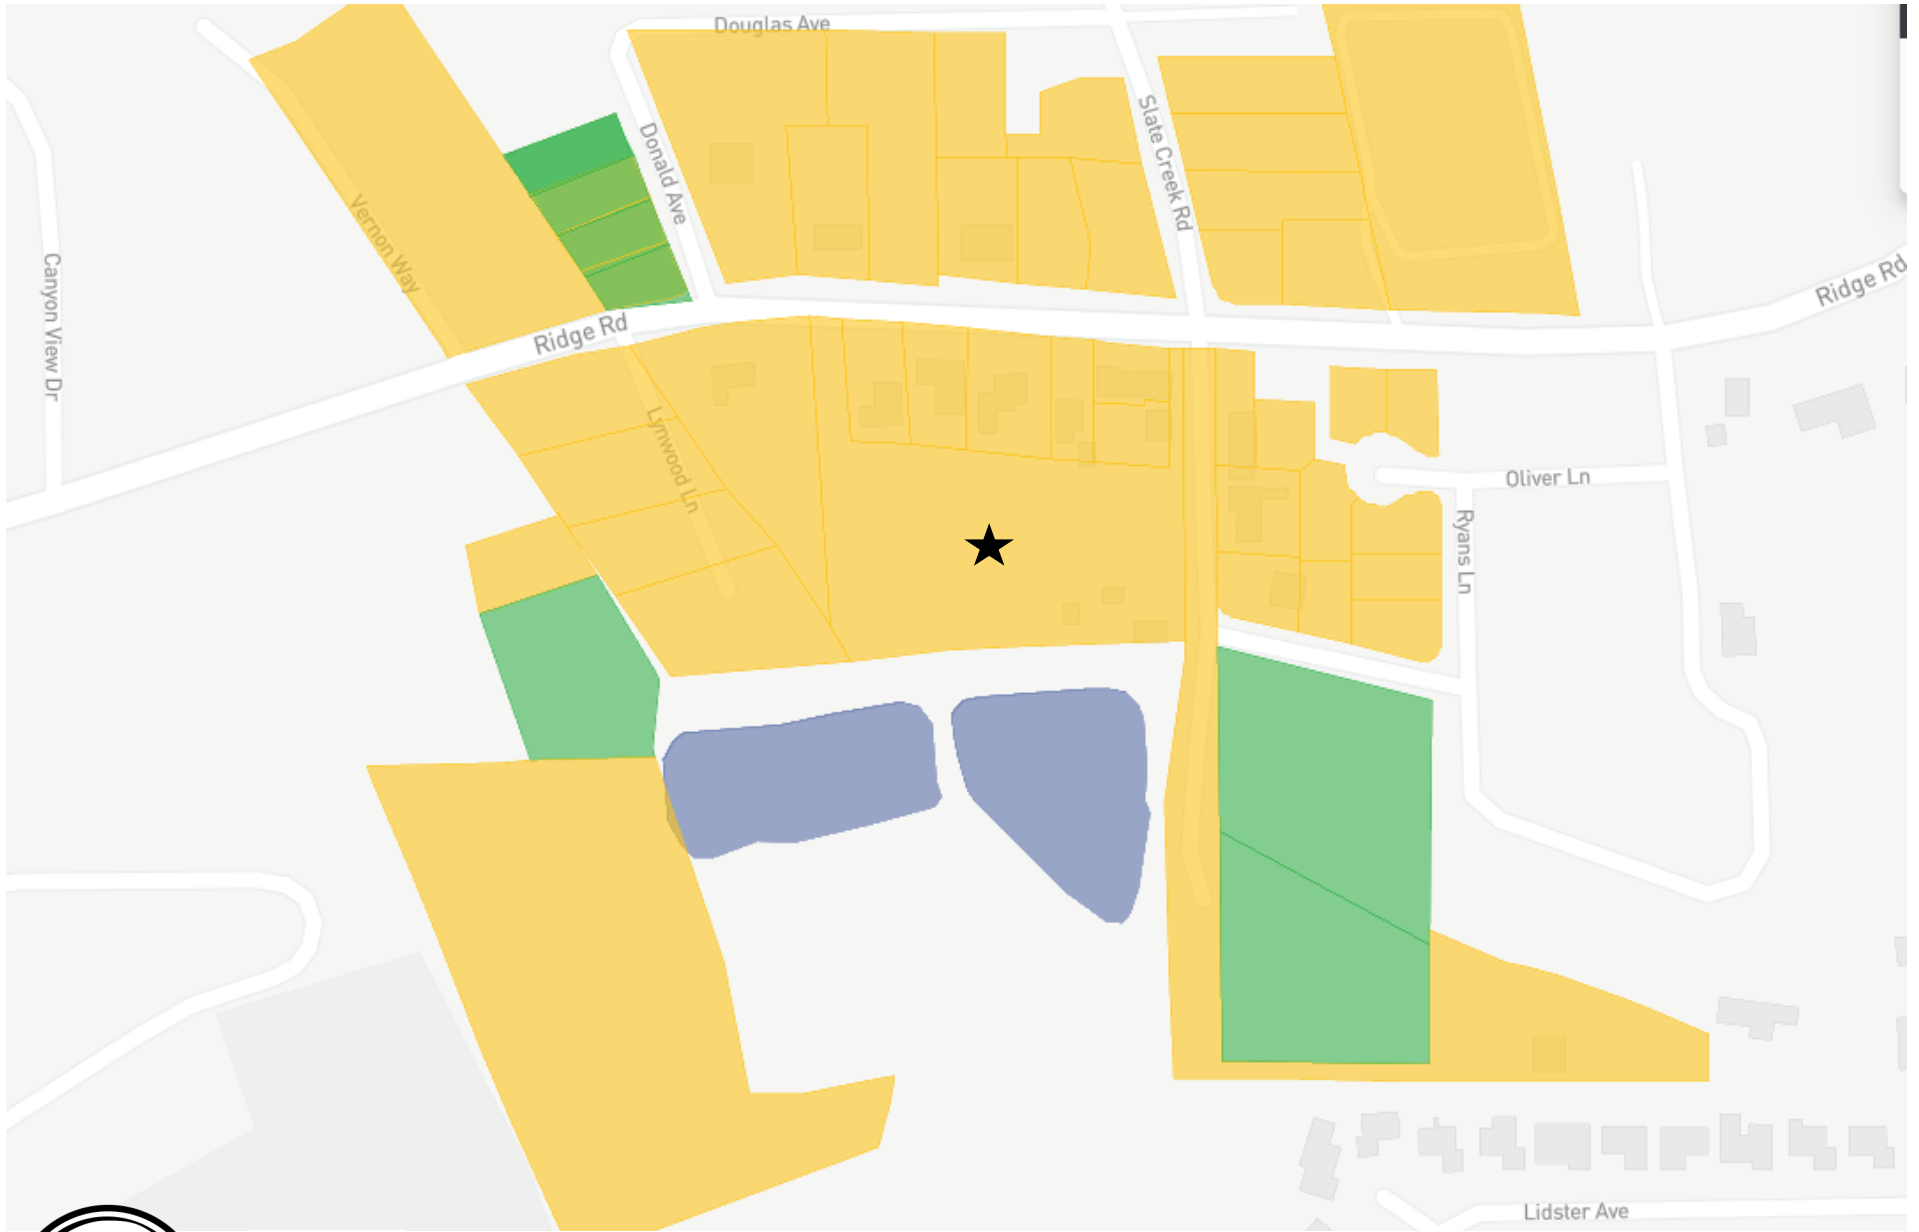 Douglas Ave
Slate Creek Rd
Donald Ave
Vernon Way
Canyon View Dr
Ridge Rd
Ridge Rd
Lynwood Ln
Oliver Ln
Ryans Ln
Lidster Ave